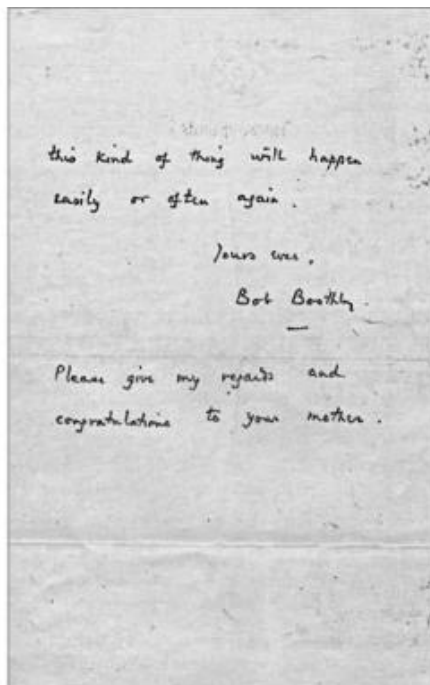 this kind of thing will happen
easily or often again.
Yours ever,
Bob Boothby.
Please give my regards and
congratulations to your mother.